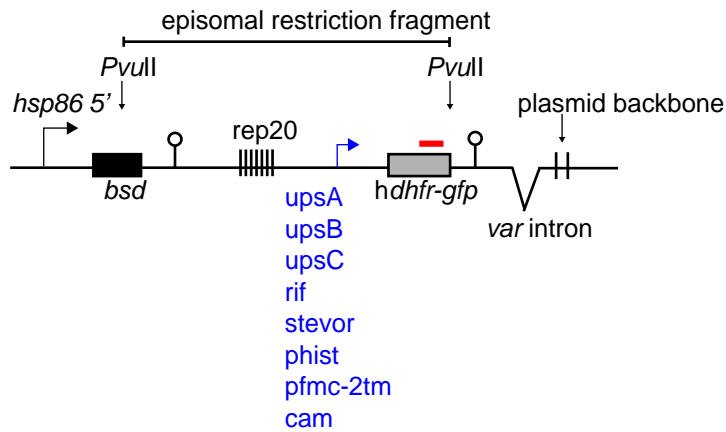 episomal restriction fragment
PvuII PvuII
hsp86 5’ plasmid backbone
rep20
bsd hdhfr-gfp
var intron
upsA
upsB
upsC
rif
stevor
phist
pfmc-2tm
cam